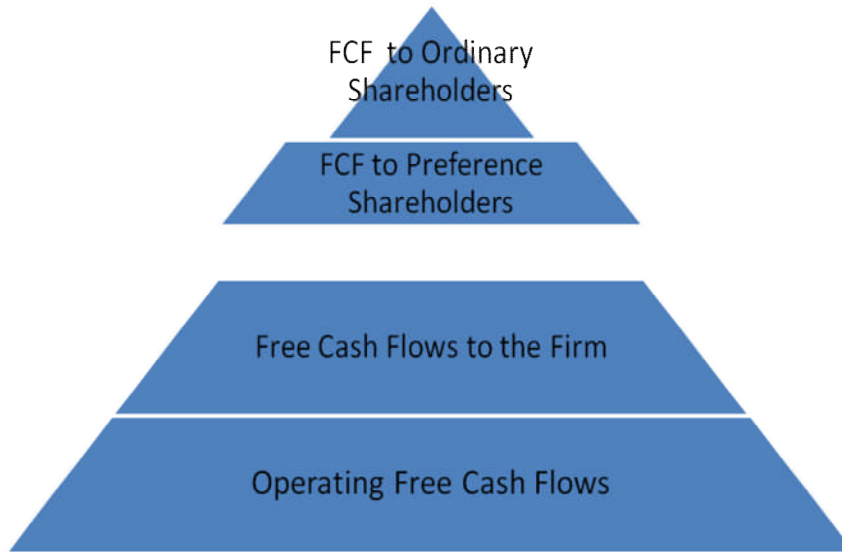 FCF to Ordinary
Shareholders
FCF to Preference
Shareholders
Free Cash Flows to the Firm
Operating Free Cash Flows